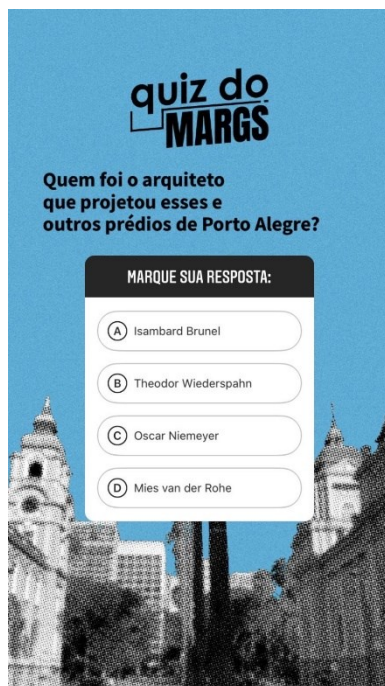 quiz do
MARGS
Quem foi o arquiteto
que projetou esses e
outros prédios de Porto Alegre?
MARQUE SUA RESPOSTA:
A Isambard Brunel
B Theodor Wiederspahn
C Oscar Niemeyer
D Mies van der Rohe